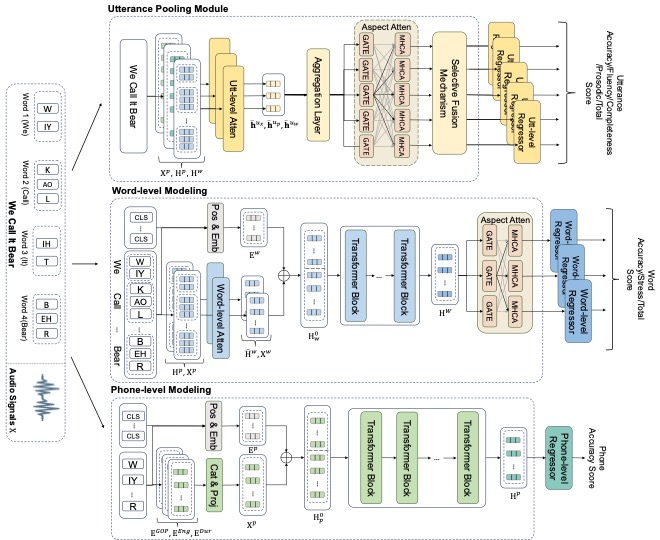 Utterance Pooling Module
We Call It Bear
X^p, H^p, H^w
Utt-level Atten
h̄^{u_x}, h̄^{u_p}, h̄^{u_w}
Aggregation Layer
Aspect Atten
GATE
GATE
GATE
GATE
GATE
MHCA
MHCA
MHCA
MHCA
MHCA
Selective Fusion
Mechanism
Utt-level
Regressor
Utterance
Accuracy/Fluency/Completeness
/Prosodic/Total
Score
We Call It Bear
Word 1 (We)
W
IY
Word 2 (Call)
K
AO
L
Word 3 (It)
IH
T
Word 4(Bear)
B
EH
R
Audio Signals X
Word-level Modeling
CLS
...
CLS
We
Call
...
Bear
W
IY
K
AO
L
...
B
EH
R
Pos & Emb
E^w
H^p, X^p
Word-level Atten
H̄^w, X^w
H_w^0
Transformer Block
...
Transformer Block
H^w
Aspect Atten
GATE
GATE
GATE
MHCA
MHCA
MHCA
Word-
Regressor
Word-
Regressor
Word-level
Regressor
Word
Accuracy/Stress/Total
Score
Phone-level Modeling
CLS
...
CLS
W
IY
...
R
Pos & Emb
E^p
E^{GOP}, E^{Eng}, E^{Dur}
Cat & Proj
X^p
H_p^0
Transformer Block
Transformer Block
...
Transformer Block
H^p
Phone-level
Regressor
Phone
Accuracy Score